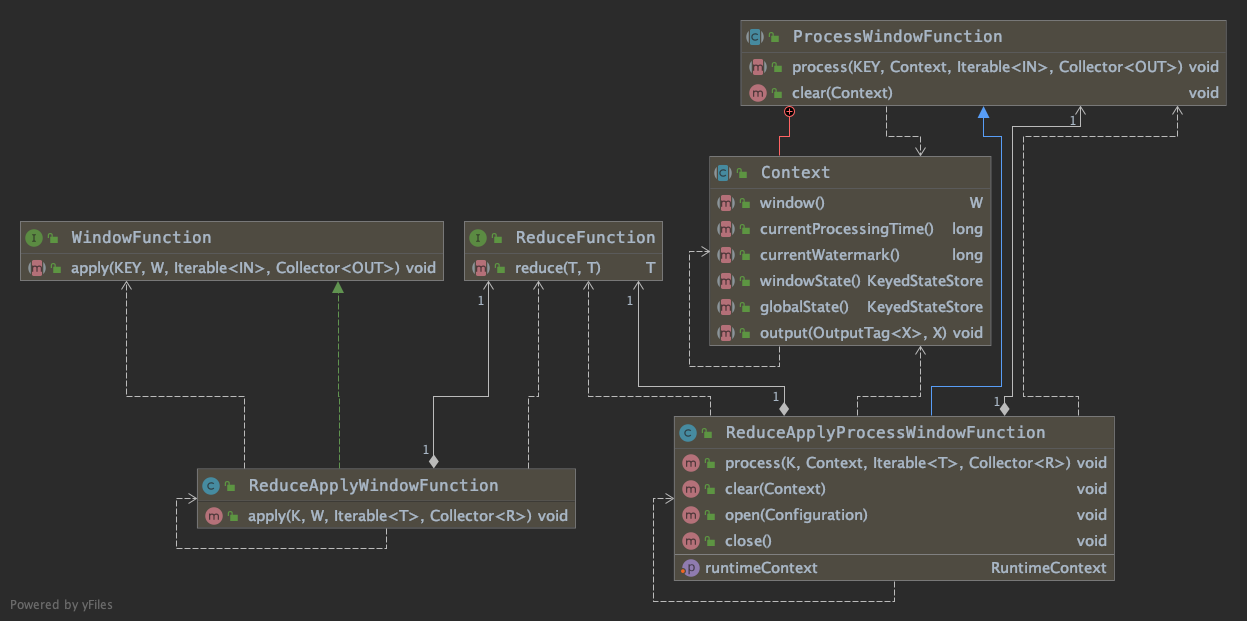 ProcessWindowFunction
process(KEY, Context, Iterable<IN>, Collector<OUT>) void
clear(Context) void
1
Context
window() W
currentProcessingTime() long
currentWatermark() long
windowState() KeyedStateStore
globalState() KeyedStateStore
output(OutputTag<X>, X) void
WindowFunction
apply(KEY, W, Iterable<IN>, Collector<OUT>) void
ReduceFunction
reduce(T, T) T
1
1
1
1
1
ReduceApplyProcessWindowFunction
process(K, Context, Iterable<T>, Collector<R>) void
clear(Context) void
open(Configuration) void
close() void
runtimeContext RuntimeContext
ReduceApplyWindowFunction
apply(K, W, Iterable<T>, Collector<R>) void
Powered by yFiles